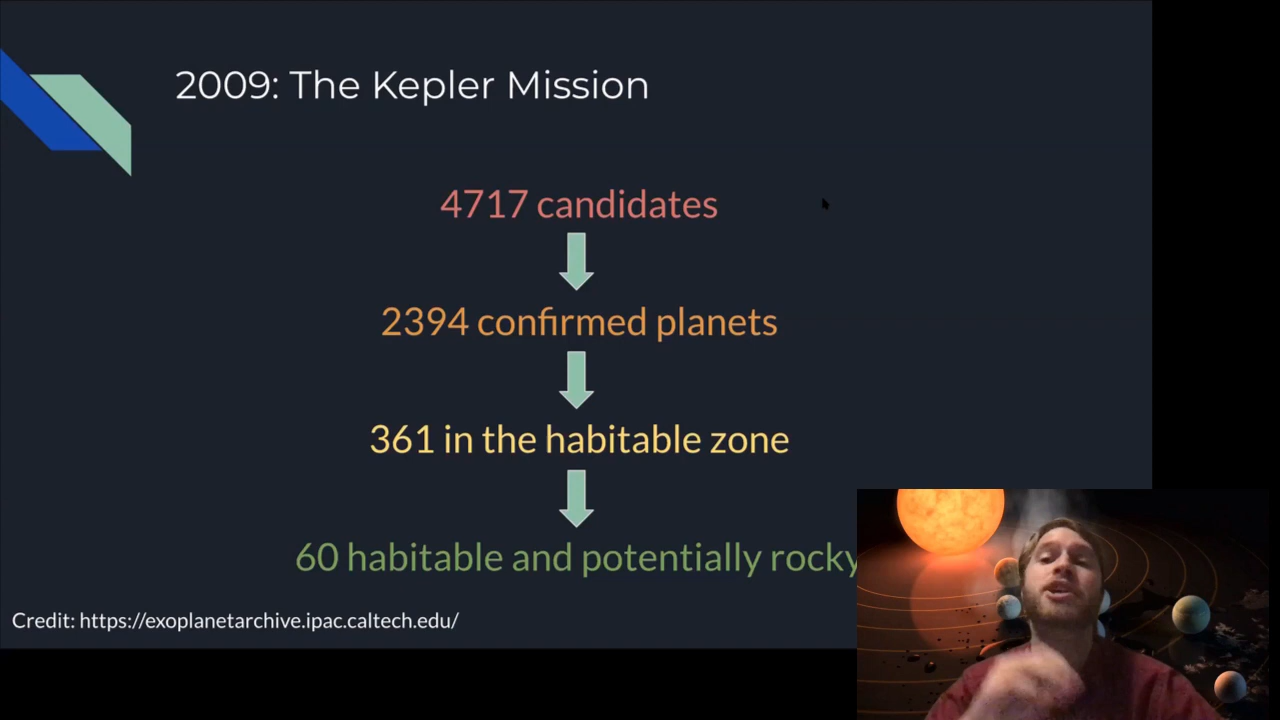 2009: The Kepler Mission
4717 candidates
2394 confirmed planets
361 in the habitable zone
60 habitable and potentially rocky
Credit: https://exoplanetarchive.ipac.caltech.edu/